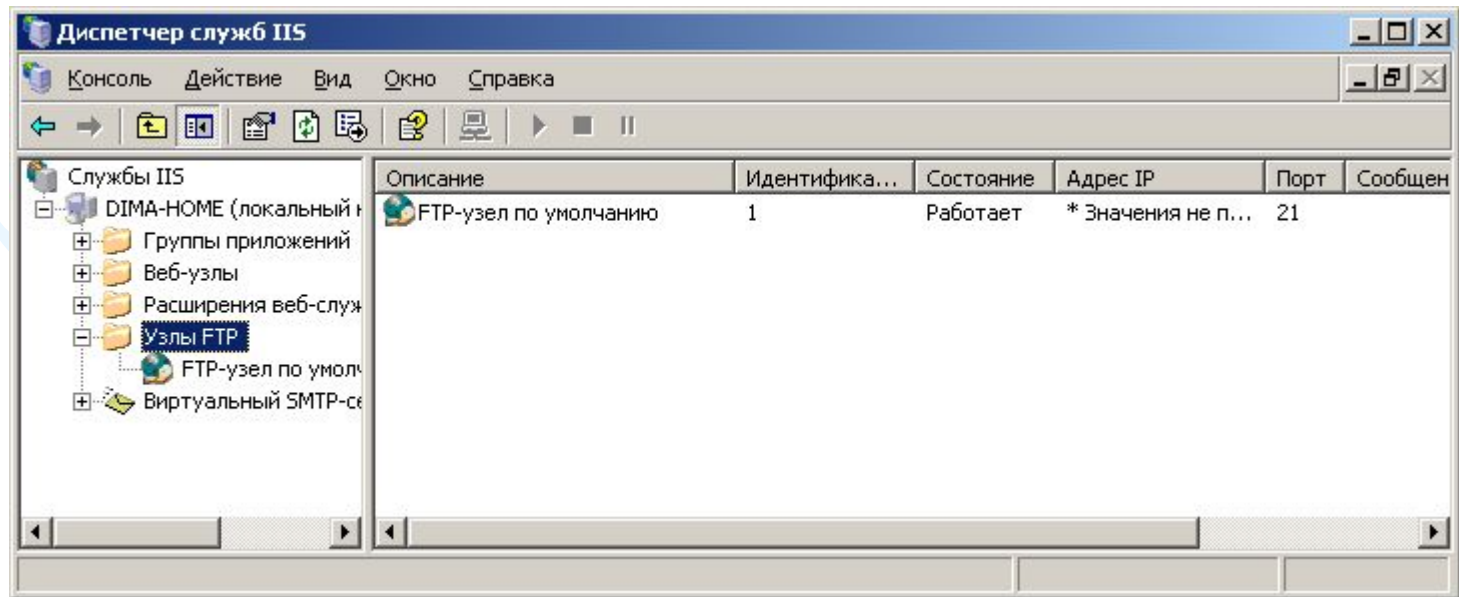 Диспетчер служб IIS
Консоль Действие Вид Окно Справка
Службы IIS
DIMA-HOME (локальный к
Группы приложений
Веб-узлы
Расширения веб-служ
Узлы FTP
FTP-узел по умолч
Виртуальный SMTP-се
Описание Идентифика... Состояние Адрес IP Порт Сообщен
FTP-узел по умолчанию 1 Работает * Значения не п... 21